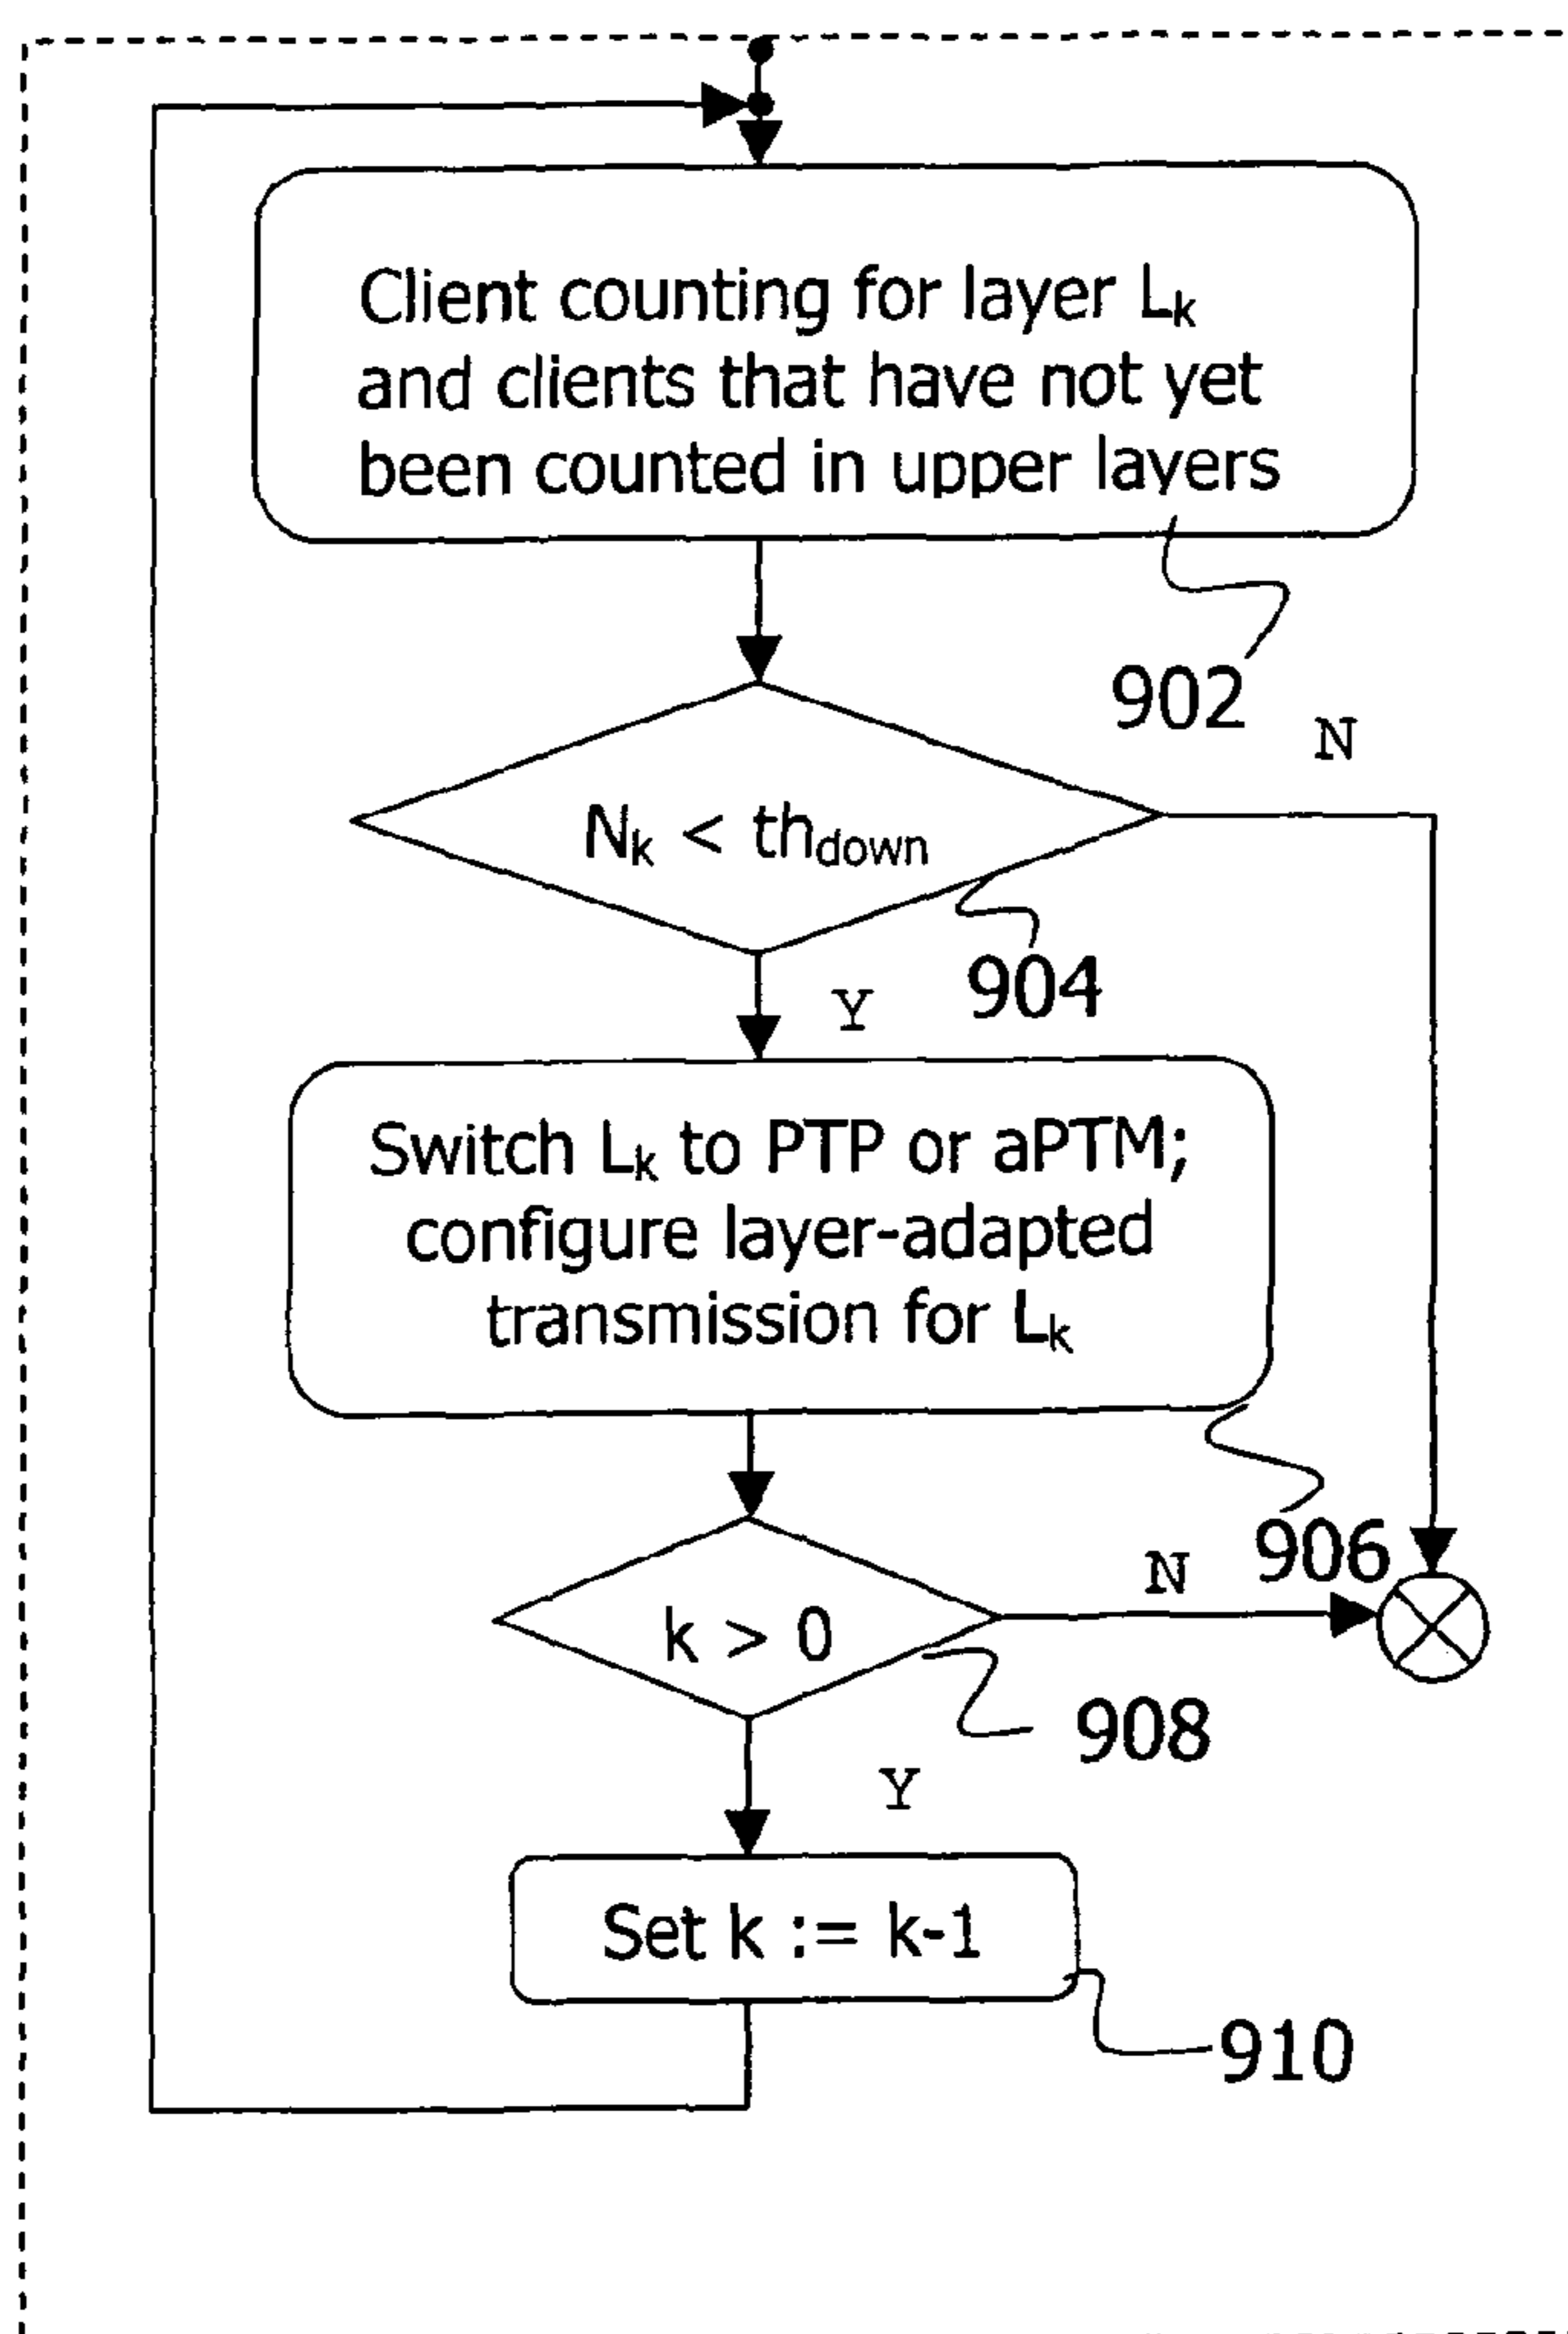 Client counting for layer Lk
and clients that have not yet
been counted in upper layers
902
N
Nk < thdown
904
Y
Switch Lk to PTP or aPTM;
configure layer-adapted
transmission for Lk
906
N
k > 0
908
Y
Set k := k-1
910